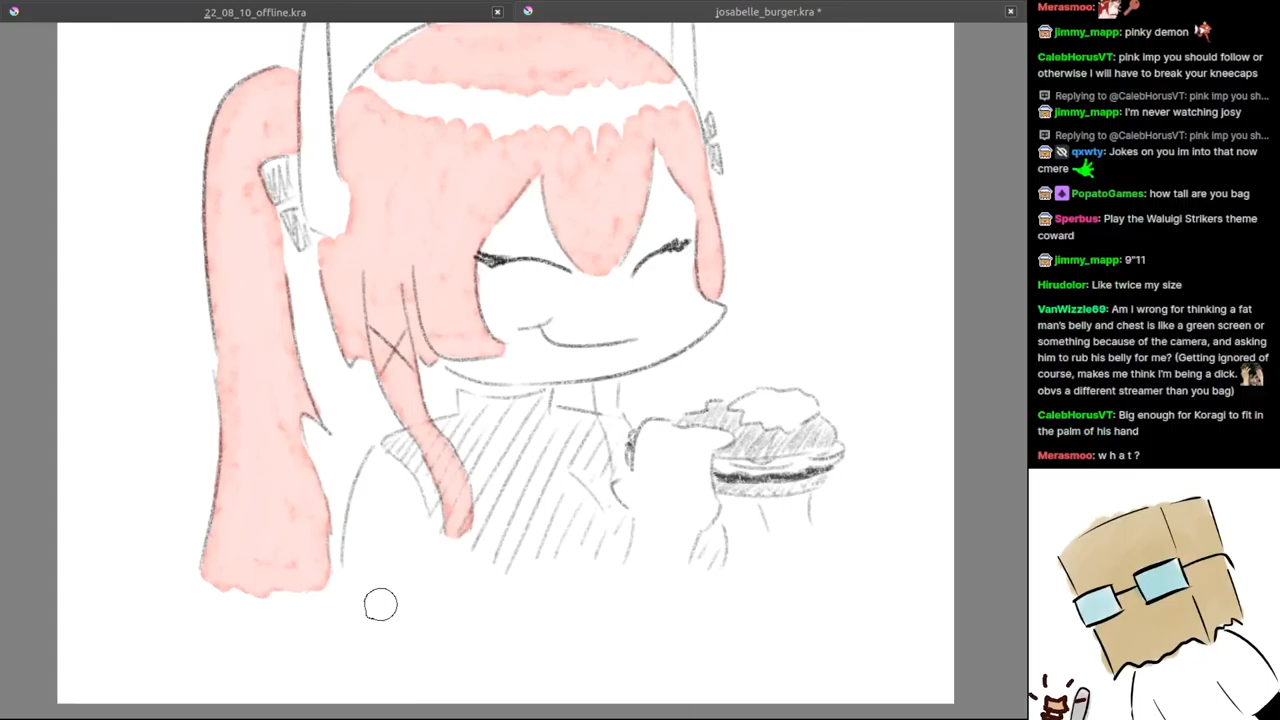 22_08_10_offline.kra
josabelle_burger.kra *
Merasmoo:
jimmy_mapp: pinky demon
CalebHorusVT: pink imp you should follow or
otherwise I will have to break your kneecaps
Replying to @CalebHorusVT: pink imp you sh...
jimmy_mapp: I'm never watching josy
Replying to @CalebHorusVT: pink imp you sh...
qxwty: Jokes on you im into that now
cmere
PopatoGames: how tall are you bag
Sperbus: Play the Waluigi Strikers theme
coward
jimmy_mapp: 9"11
Hirudolor: Like twice my size
VanWizzle69: Am I wrong for thinking a fat
man's belly and chest is like a green screen or
something because of the camera, and asking
him to rub his belly for me? (Getting ignored of
course, makes me think I'm being a dick.
obvs a different streamer than you bag)
CalebHorusVT: Big enough for Koragi to fit in
the palm of his hand
Merasmoo: w h a t ?